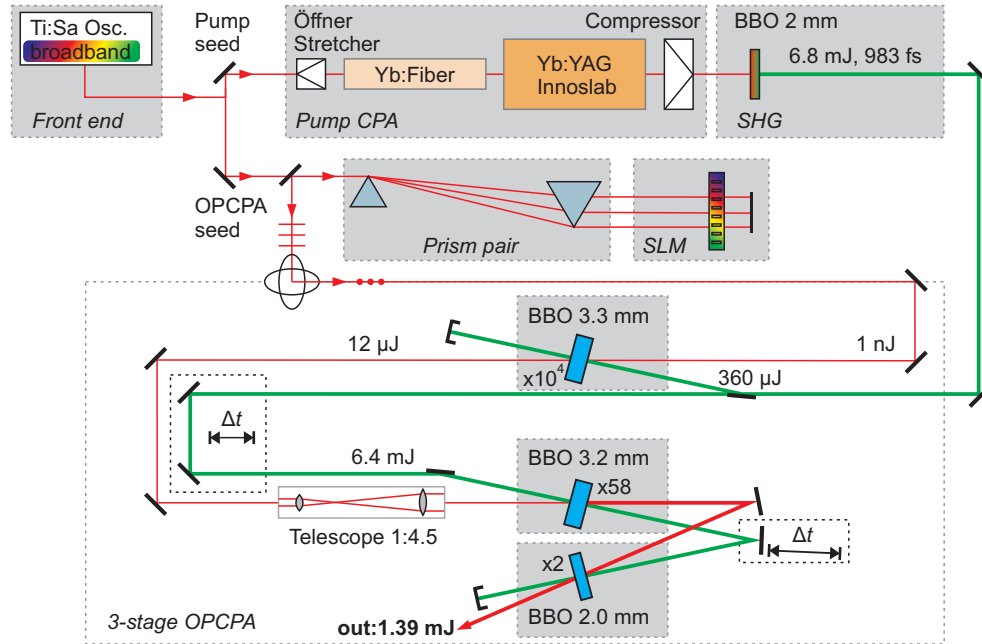 Ti:Sa Osc.
broadband
Front end
Pump
seed
Öffner
Stretcher
Yb:Fiber
Yb:YAG
Innoslab
Compressor
Pump CPA
BBO 2 mm
6.8 mJ, 983 fs
SHG
OPCPA
seed
Prism pair
SLM
BBO 3.3 mm
12 µJ
1 nJ
x10⁴
360 µJ
Δt
6.4 mJ
BBO 3.2 mm
x58
Telescope 1:4.5
Δt
x2
BBO 2.0 mm
3-stage OPCPA
out:1.39 mJ